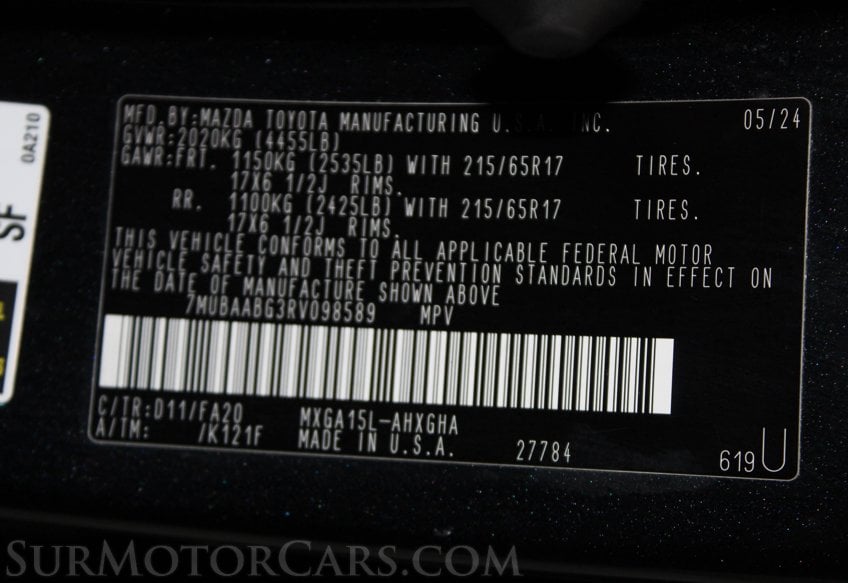 MFD.BY:MAZDA TOYOTA MANUFACTURING U.S.A. INC. 05/24
GVWR:2020KG (4455LB)
GAWR:FRT. 1150KG (2535LB) WITH 215/65R17 TIRES.
17X6 1/2J RIMS.
RR. 1100KG (2425LB) WITH 215/65R17 TIRES.
17X6 1/2J RIMS.
THIS VEHICLE CONFORMS TO ALL APPLICABLE FEDERAL MOTOR
VEHICLE SAFETY AND THEFT PREVENTION STANDARDS IN EFFECT ON
THE DATE OF MANUFACTURE SHOWN ABOVE
7MUBAABG3RV098589 MPV
C/TR:D11/FA20 MXGA15L-AHXGHA
A/TM: /K121F MADE IN U.S.A. 27784
619U
0A210
SF
SurMotorCars.com